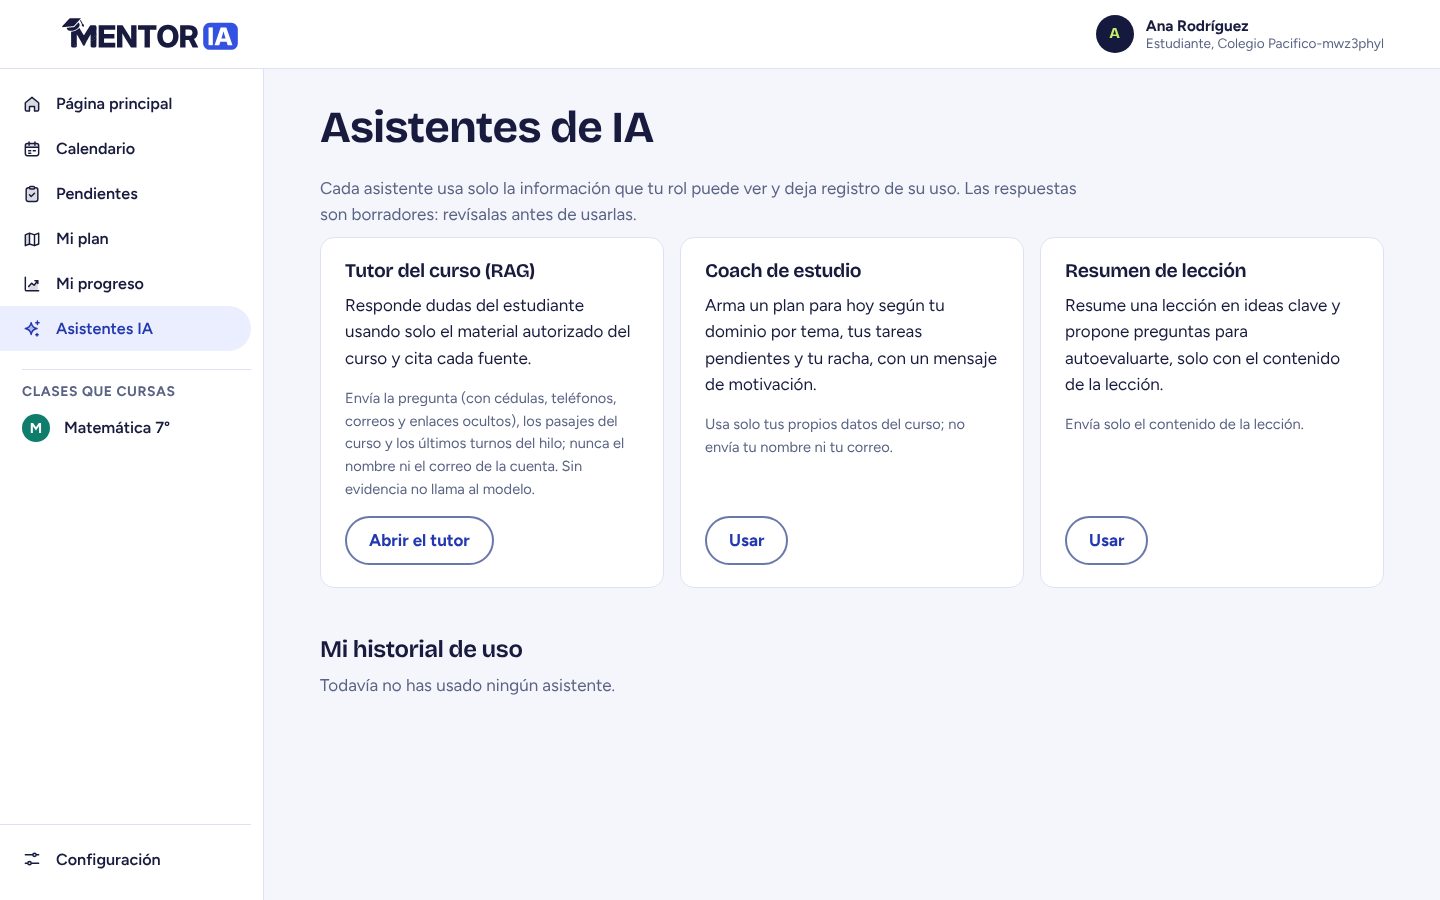 MENTOR IA
A
Ana Rodríguez
Estudiante, Colegio Pacifico-mwz3phyl
Página principal
Calendario
Pendientes
Mi plan
Mi progreso
Asistentes IA
CLASES QUE CURSAS
M
Matemática 7°
Configuración
Asistentes de IA
Cada asistente usa solo la información que tu rol puede ver y deja registro de su uso. Las respuestas
son borradores: revísalas antes de usarlas.
Tutor del curso (RAG)
Responde dudas del estudiante
usando solo el material autorizado del
curso y cita cada fuente.
Envía la pregunta (con cédulas, teléfonos,
correos y enlaces ocultos), los pasajes del
curso y los últimos turnos del hilo; nunca el
nombre ni el correo de la cuenta. Sin
evidencia no llama al modelo.
Abrir el tutor
Coach de estudio
Arma un plan para hoy según tu
dominio por tema, tus tareas
pendientes y tu racha, con un mensaje
de motivación.
Usa solo tus propios datos del curso; no
envía tu nombre ni tu correo.
Usar
Resumen de lección
Resume una lección en ideas clave y
propone preguntas para
autoevaluarte, solo con el contenido
de la lección.
Envía solo el contenido de la lección.
Usar
Mi historial de uso
Todavía no has usado ningún asistente.